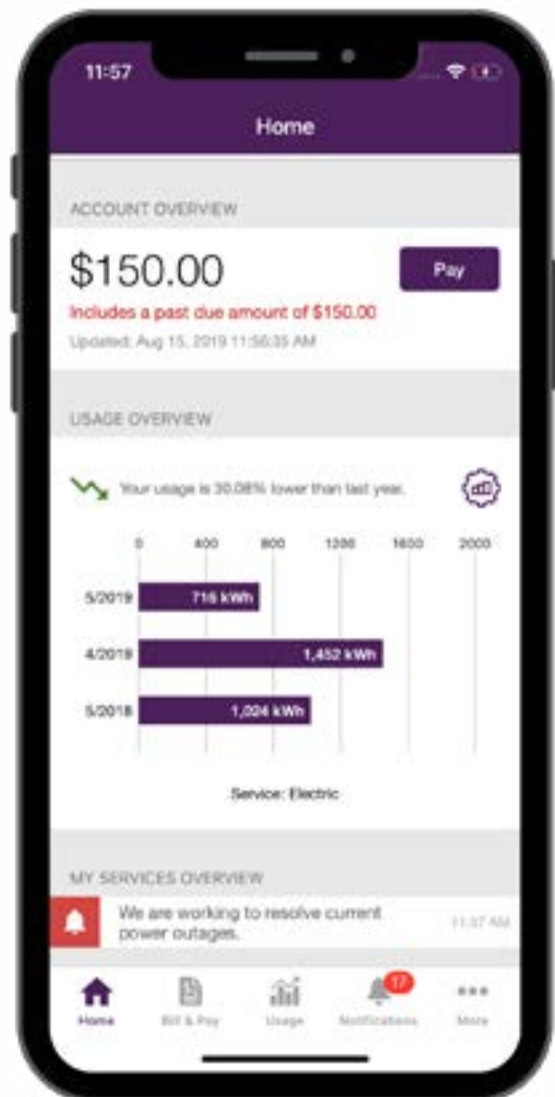 11:57
Home
ACCOUNT OVERVIEW
$150.00
Pay
Includes a past due amount of $150.00
Updated: Aug 15, 2019 11:56:35 AM
USAGE OVERVIEW
Your usage is 30.08% lower than last year.
0 400 800 1200 1600 2000
5/2019 716 kWh
4/2019 1,452 kWh
5/2018 1,024 kWh
Service: Electric
MY SERVICES OVERVIEW
We are working to resolve current
power outages.
11:37 AM
17
Home Bill & Pay Usage Notifications More